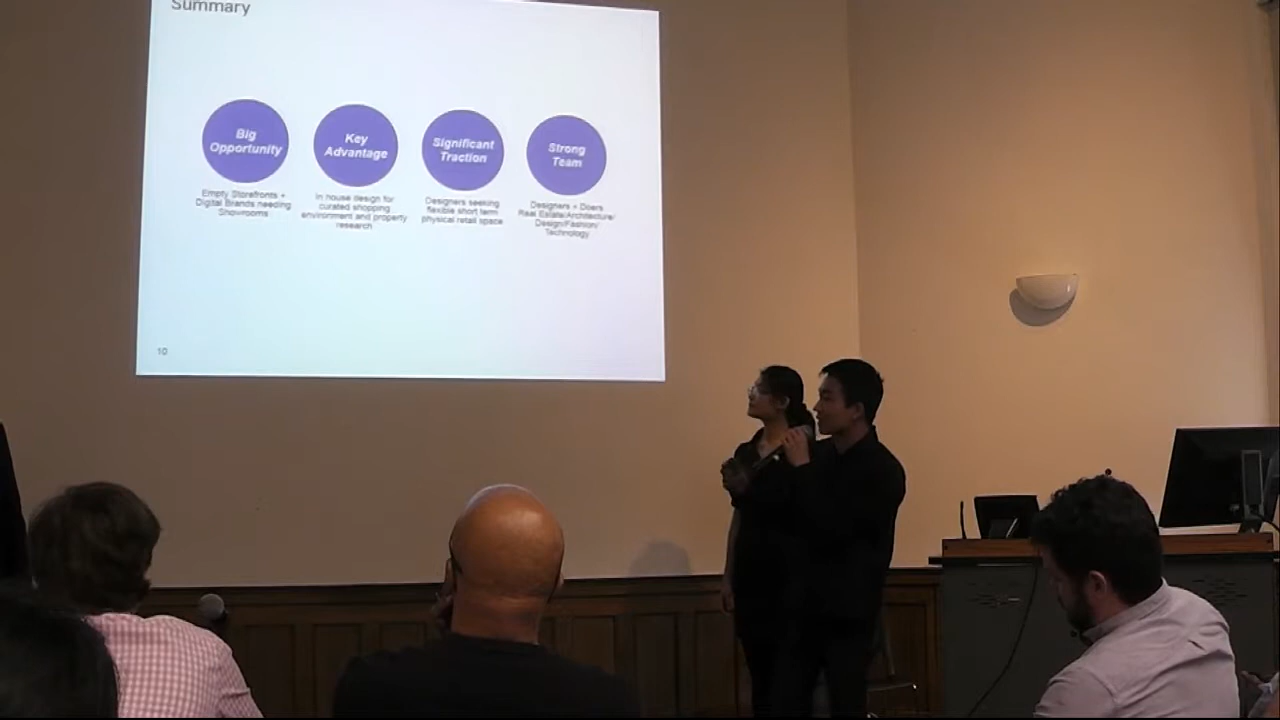 Summary
Big
Opportunity
Empty Storefronts +
Digital Brands needing
Showrooms
Key
Advantage
In house design for
curated shopping
environment and property
research
Significant
Traction
Designers seeking
flexible short term
physical retail space
Strong
Team
Designers + Doers
Real Estate/Architecture/
Design/Fashion/
Technology
10